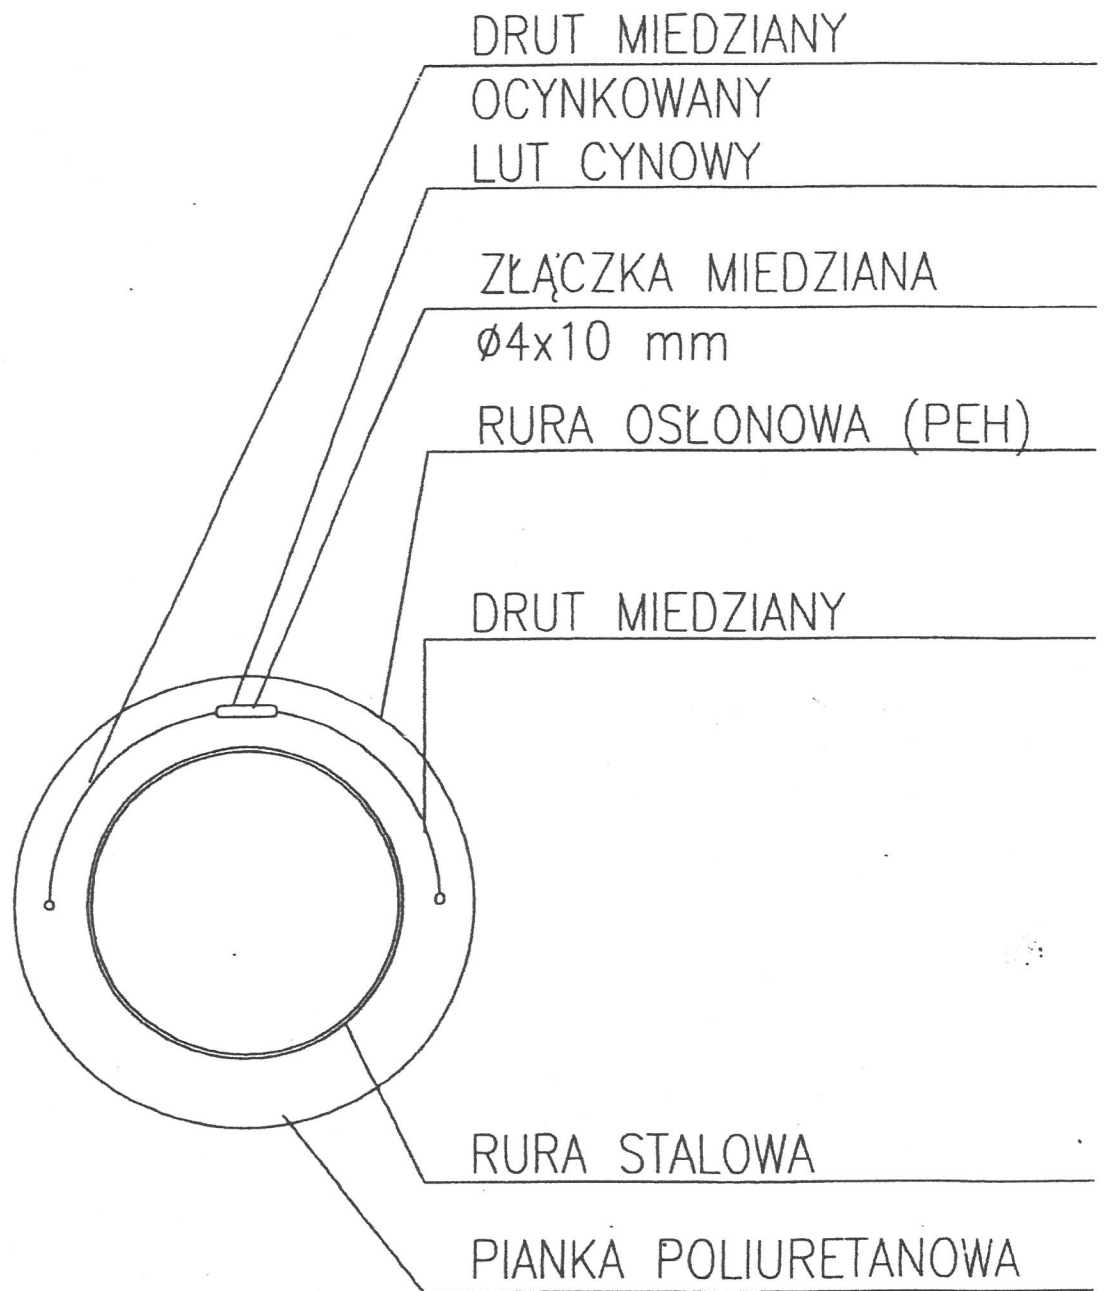 DRUT MIEDZIANY
OCYNKOWANY
LUT CYNOWY
ZŁĄCZKA MIEDZIANA
ø4x10 mm
RURA OSŁONOWA (PEH)
DRUT MIEDZIANY
RURA STALOWA
PIANKA POLIURETANOWA